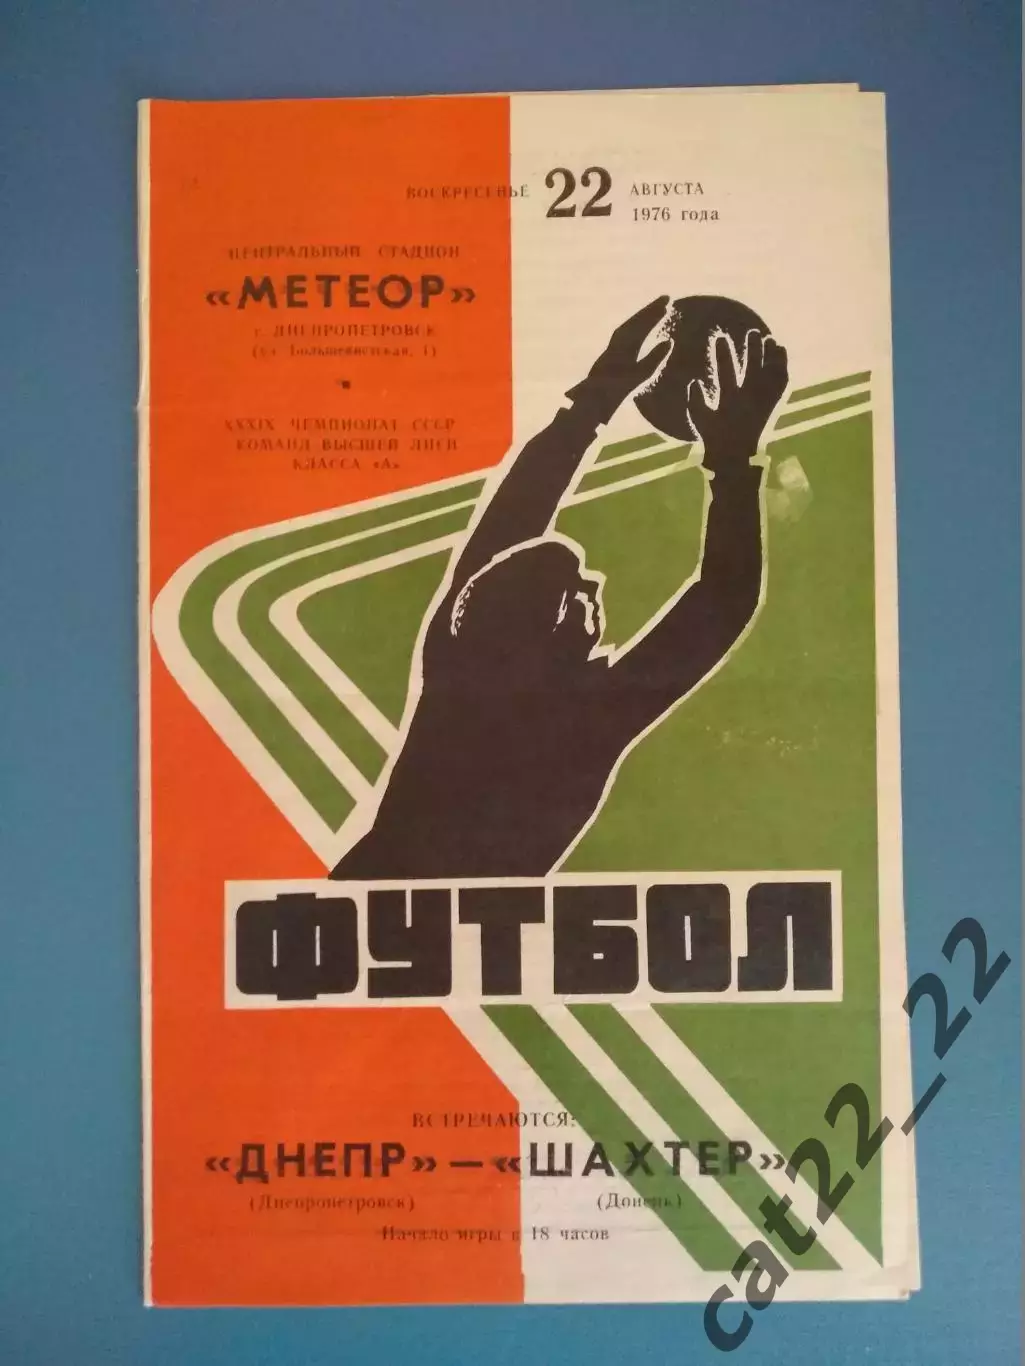 ВОСКРЕСЕНЬЕ 22 АВГУСТА
1976 года
ЦЕНТРАЛЬНЫЙ СТАДИОН
«МЕТЕОР»
г. ДНЕПРОПЕТРОВСК
(ул. Большевистская, 1)
XXXIX ЧЕМПИОНАТ СССР
КОМАНД ВЫСШЕЙ ЛИГИ
КЛАССА «А»
ФУТБОЛ
ВСТРЕЧАЮТСЯ:
«ДНЕПР» — «ШАХТЕР»
(Днепропетровск) (Донецк)
Начало игры в 18 часов
cat22_22